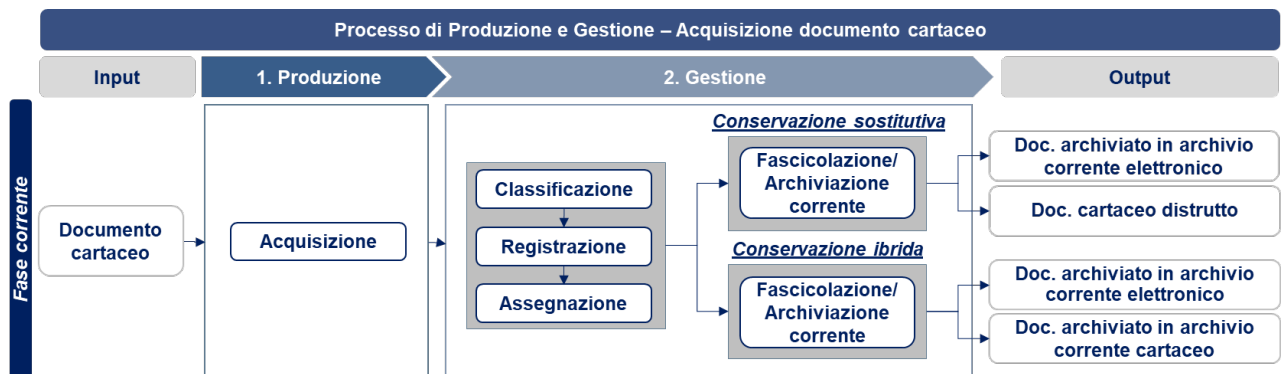 Processo di Produzione e Gestione – Acquisizione documento cartaceo
Input
1. Produzione
2. Gestione
Output
Fase corrente
Documento
cartaceo
Acquisizione
Classificazione
Registrazione
Assegnazione
Conservazione sostitutiva
Fascicolazione/
Archiviazione
corrente
Conservazione ibrida
Fascicolazione/
Archiviazione
corrente
Doc. archiviato in archivio
corrente elettronico
Doc. cartaceo distrutto
Doc. archiviato in archivio
corrente elettronico
Doc. archiviato in archivio
corrente cartaceo